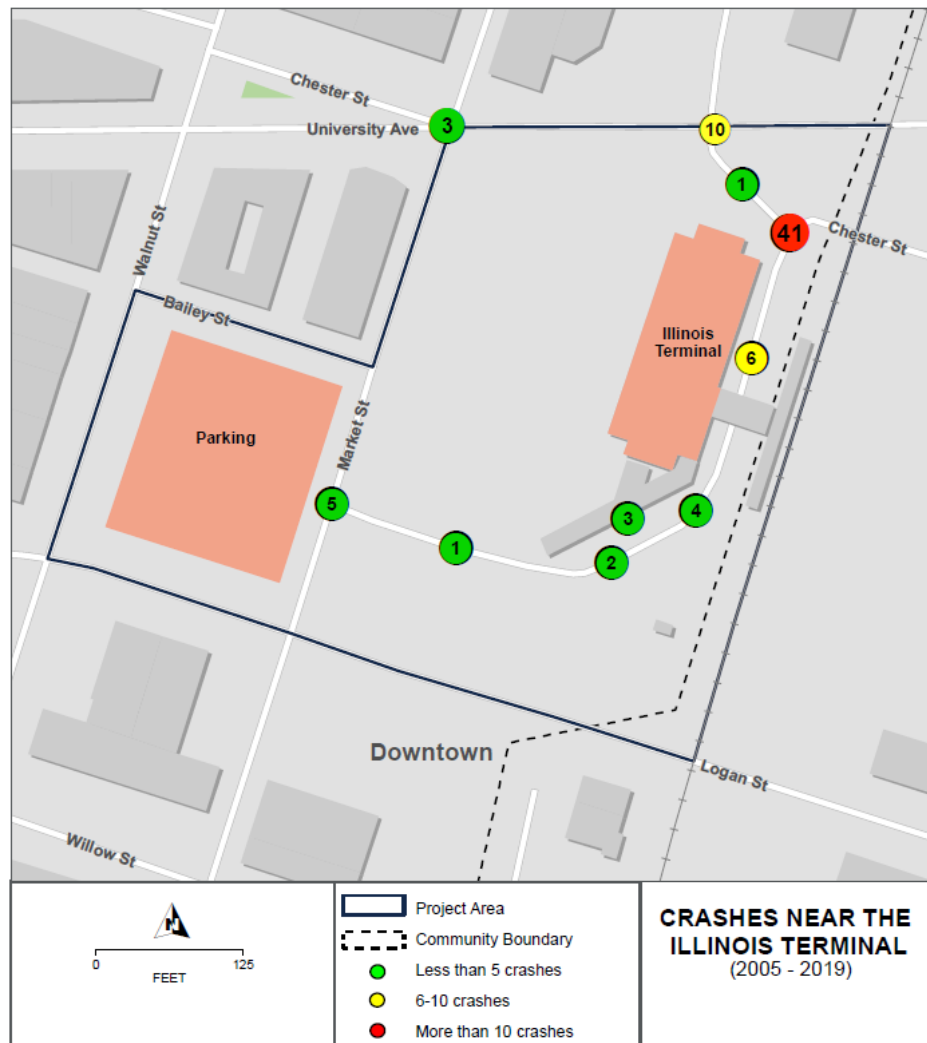 Chester St
University Ave
3
10
1
41
Chester St
Walnut St
Bailey St
Illinois
Terminal
6
Parking
Market St
5
3
4
1
2
Downtown
Logan St
Willow St
N
0
125
FEET
Project Area
Community Boundary
Less than 5 crashes
6-10 crashes
More than 10 crashes
CRASHES NEAR THE
ILLINOIS TERMINAL
(2005 - 2019)